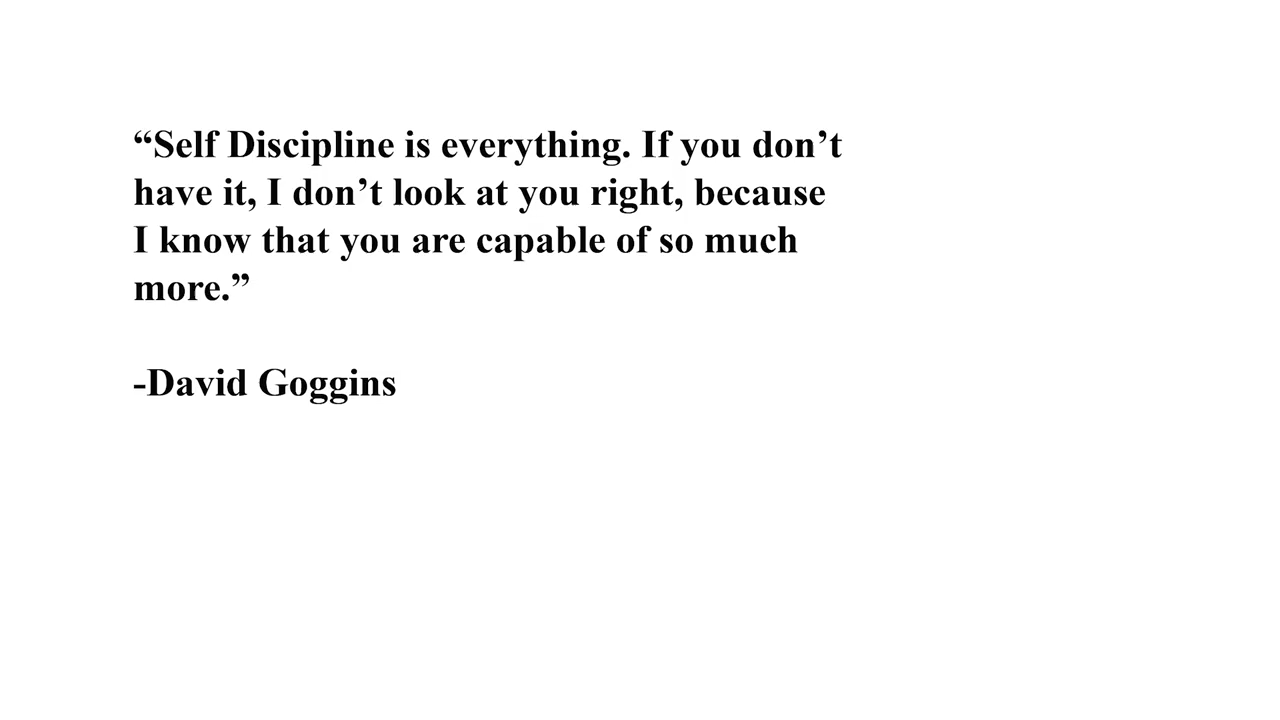 “Self Discipline is everything. If you don’t
have it, I don’t look at you right, because
I know that you are capable of so much
more.”
-David Goggins